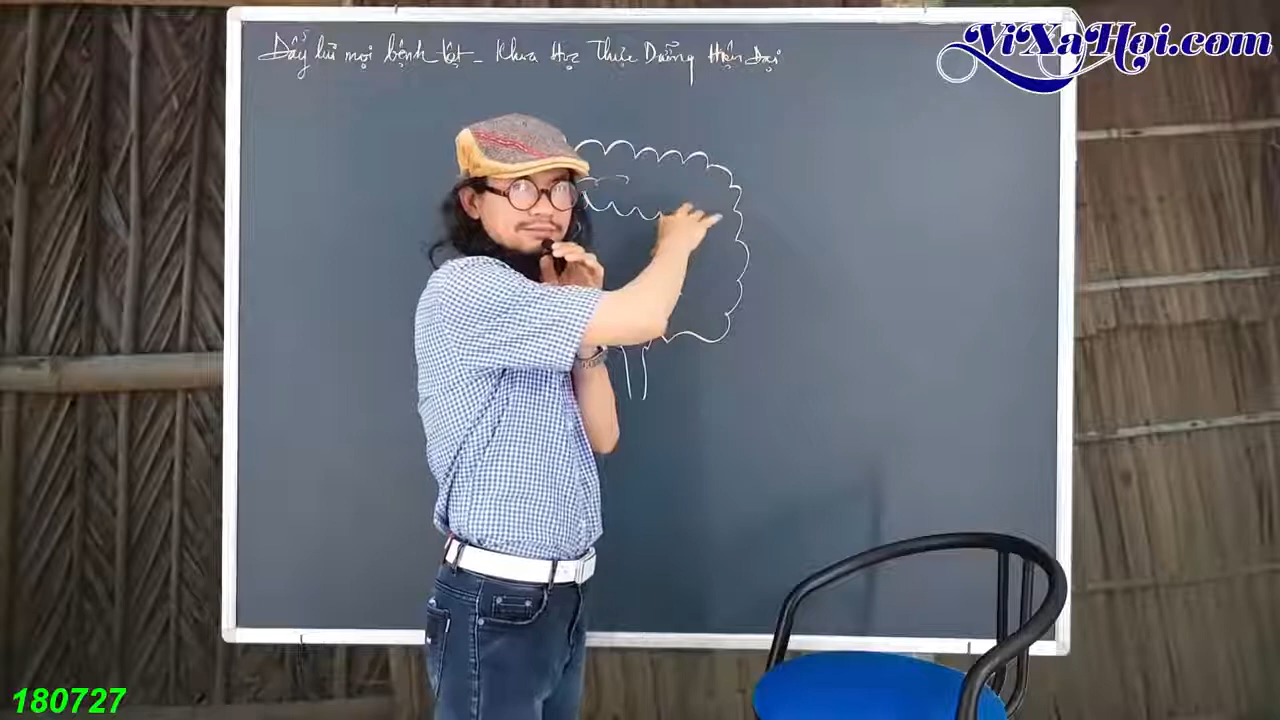 Đẩy lùi mọi bệnh tật - Khoa Học Thực Dưỡng Hiện Đại
ViXaHoi.com
180727